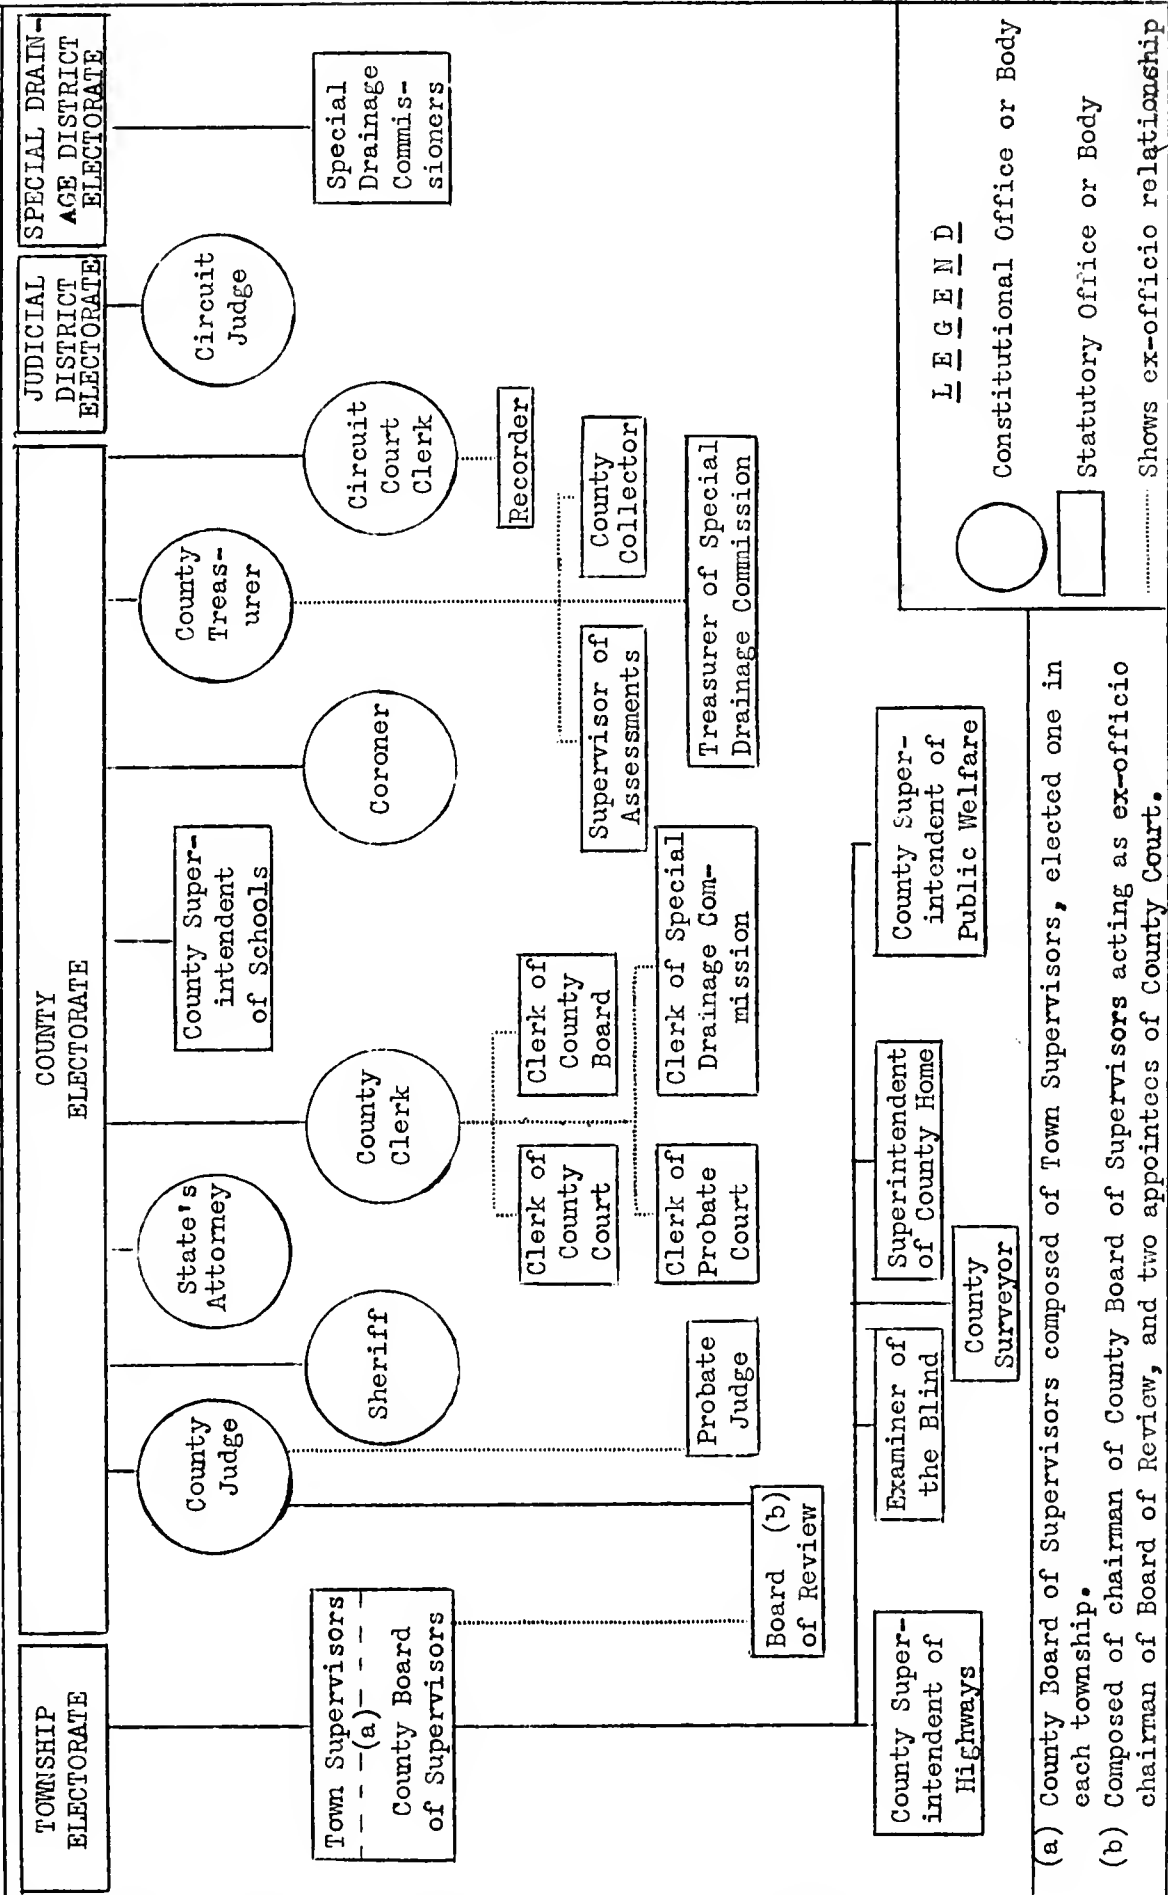 TOWNSHIP
ELECTORATE
COUNTY
ELECTORATE
JUDICIAL
DISTRICT
ELECTORATE
SPECIAL DRAIN-
AGE DISTRICT
ELECTORATE
Town Supervisors
(a)
County Board
of Supervisors
County
Judge
Sheriff
State's
Attorney
County
Clerk
County Super-
intendent
of Schools
Coroner
County
Treas-
urer
Circuit
Court
Clerk
Circuit
Judge
Special
Drainage
Commis-
sioners
Recorder
Clerk of
County
Court
Clerk of
County
Board
Supervisor of
Assessments
County
Collector
Probate
Judge
Clerk of
Probate
Court
Clerk of Special
Drainage Com-
mission
Treasurer of Special
Drainage Commission
Board (b)
of Review
County Super-
intendent of
Highways
Examiner of
the Blind
County
Surveyor
Superintendent
of County Home
County Super-
intendent of
Public Welfare
LEGEND
Constitutional Office or Body
Statutory Office or Body
Shows ex-officio relationship
(a) County Board of Supervisors composed of Town Supervisors, elected one in
each township.
(b) Composed of chairman of County Board of Supervisors acting as ex-officio
chairman of Board of Review, and two appointees of County Court.